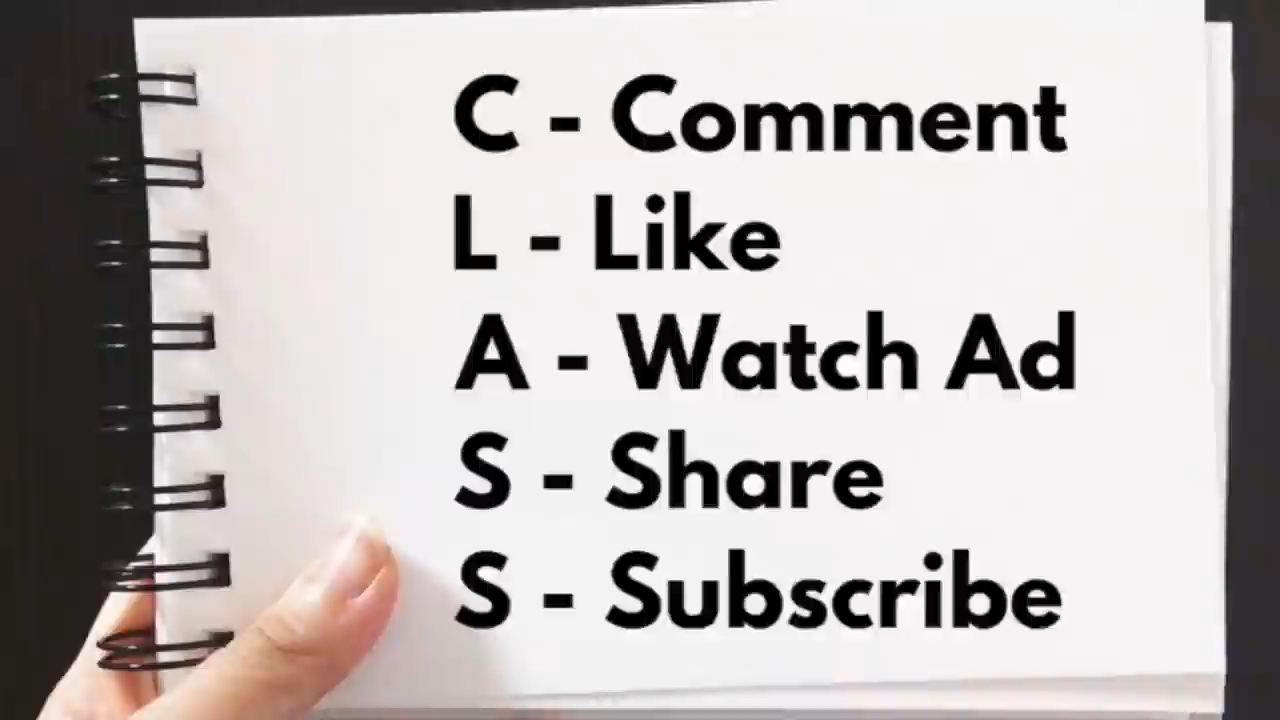 C - Comment
L - Like
A - Watch Ad
S - Share
S - Subscribe